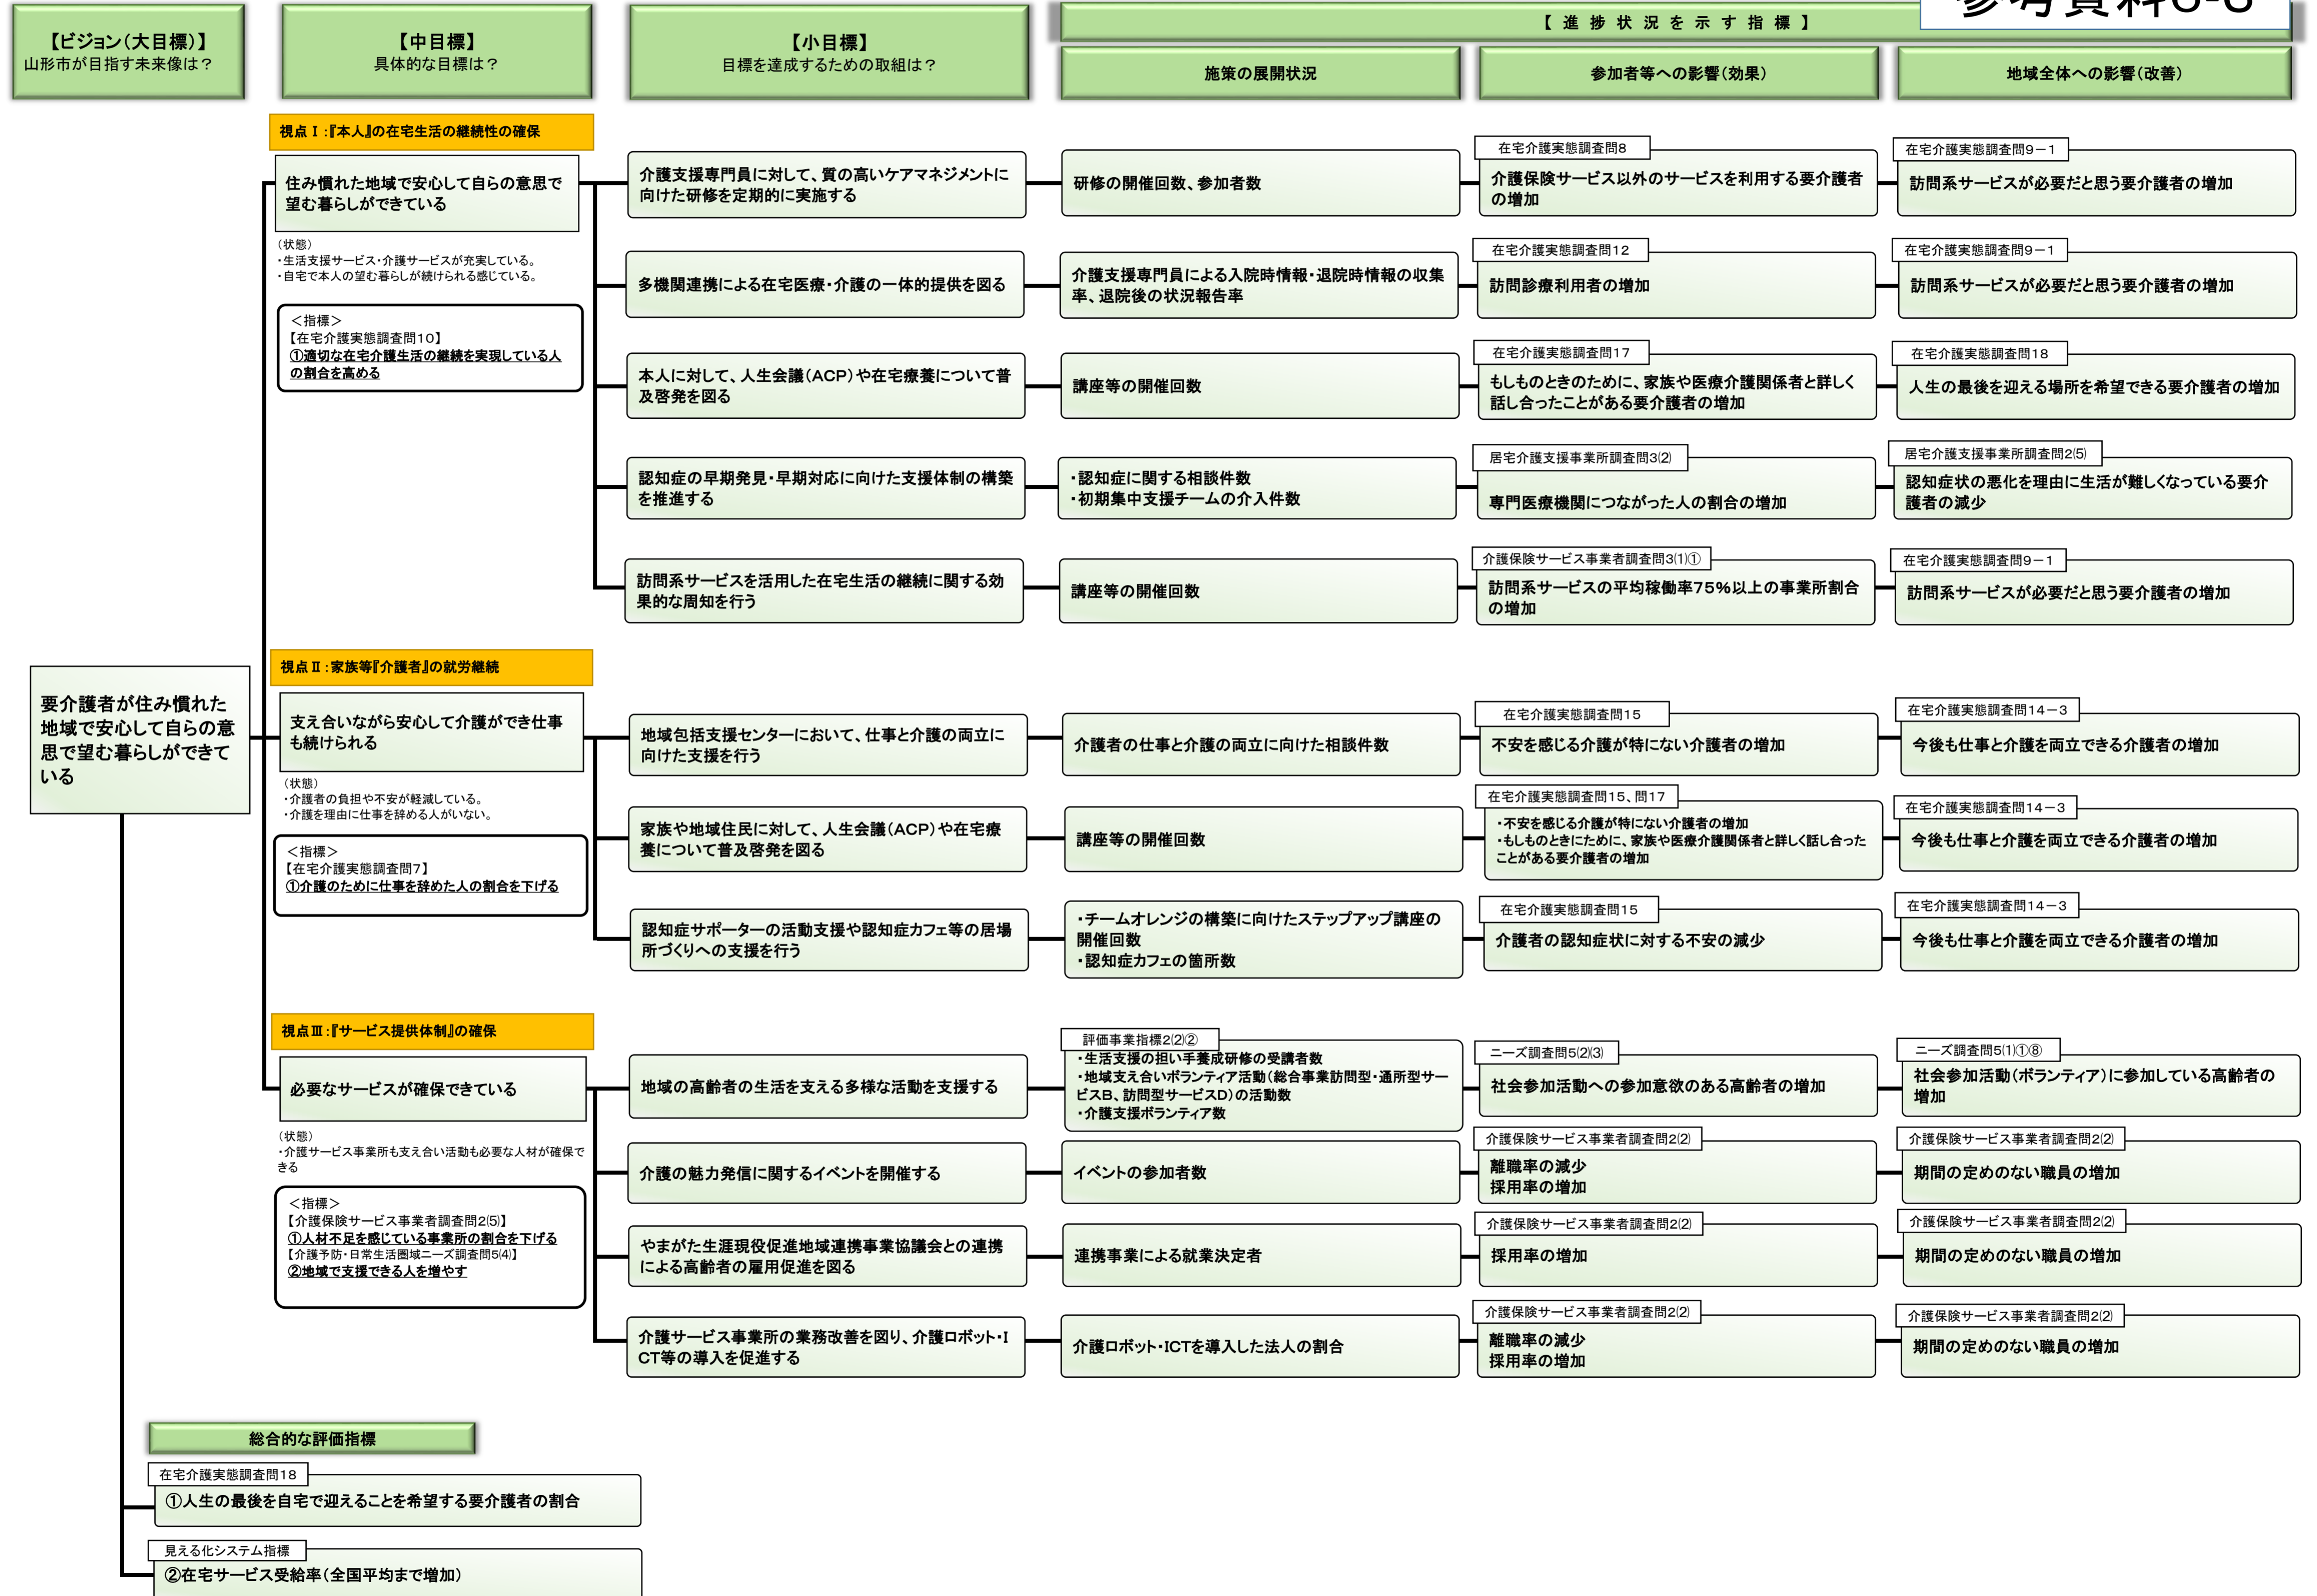 参考資料6-6
【ビジョン（大目標）】
山形市が目指す未来像は？
【中目標】
具体的な目標は？
【小目標】
目標を達成するための取組は？
【 進 捗 状 況 を 示 す 指 標 】
施策の展開状況
参加者等への影響（効果）
地域全体への影響（改善）
視点Ⅰ：『本人』の在宅生活の継続性の確保
住み慣れた地域で安心して自らの意思で
望む暮らしができている
（状態）
・生活支援サービス・介護サービスが充実している。
・自宅で本人の望む暮らしが続けられる感じている。
＜指標＞
【在宅介護実態調査問10】
①適切な在宅介護生活の継続を実現している人
の割合を高める
介護支援専門員に対して、質の高いケアマネジメントに
向けた研修を定期的に実施する
研修の開催回数、参加者数
在宅介護実態調査問8
介護保険サービス以外のサービスを利用する要介護者
の増加
在宅介護実態調査問9－1
訪問系サービスが必要だと思う要介護者の増加
多機関連携による在宅医療・介護の一体的提供を図る
介護支援専門員による入院時情報・退院時情報の収集
率、退院後の状況報告率
在宅介護実態調査問12
訪問診療利用者の増加
在宅介護実態調査問9－1
訪問系サービスが必要だと思う要介護者の増加
本人に対して、人生会議（ACP）や在宅療養について普
及啓発を図る
講座等の開催回数
在宅介護実態調査問17
もしものときのために、家族や医療介護関係者と詳しく
話し合ったことがある要介護者の増加
在宅介護実態調査問18
人生の最後を迎える場所を希望できる要介護者の増加
認知症の早期発見・早期対応に向けた支援体制の構築
を推進する
・認知症に関する相談件数
・初期集中支援チームの介入件数
居宅介護支援事業所調査問3⑵
専門医療機関につながった人の割合の増加
居宅介護支援事業所調査問2⑸
認知症状の悪化を理由に生活が難しくなっている要介
護者の減少
訪問系サービスを活用した在宅生活の継続に関する効
果的な周知を行う
講座等の開催回数
介護保険サービス事業者調査問3⑴①
訪問系サービスの平均稼働率75％以上の事業所割合
の増加
在宅介護実態調査問9－1
訪問系サービスが必要だと思う要介護者の増加
要介護者が住み慣れた
地域で安心して自らの意
思で望む暮らしができて
いる
視点Ⅱ：家族等『介護者』の就労継続
支え合いながら安心して介護ができ仕事
も続けられる
（状態）
・介護者の負担や不安が軽減している。
・介護を理由に仕事を辞める人がいない。
＜指標＞
【在宅介護実態調査問7】
①介護のために仕事を辞めた人の割合を下げる
地域包括支援センターにおいて、仕事と介護の両立に
向けた支援を行う
介護者の仕事と介護の両立に向けた相談件数
在宅介護実態調査問15
不安を感じる介護が特にない介護者の増加
在宅介護実態調査問14－3
今後も仕事と介護を両立できる介護者の増加
家族や地域住民に対して、人生会議（ACP）や在宅療
養について普及啓発を図る
講座等の開催回数
在宅介護実態調査問15、問17
・不安を感じる介護が特にない介護者の増加
・もしものときにために、家族や医療介護関係者と詳しく話し合った
ことがある要介護者の増加
在宅介護実態調査問14－3
今後も仕事と介護を両立できる介護者の増加
認知症サポーターの活動支援や認知症カフェ等の居場
所づくりへの支援を行う
・チームオレンジの構築に向けたステップアップ講座の
開催回数
・認知症カフェの箇所数
在宅介護実態調査問15
介護者の認知症状に対する不安の減少
在宅介護実態調査問14－3
今後も仕事と介護を両立できる介護者の増加
視点Ⅲ：『サービス提供体制』の確保
必要なサービスが確保できている
（状態）
・介護サービス事業所も支え合い活動も必要な人材が確保で
きる
＜指標＞
【介護保険サービス事業者調査問2⑸】
①人材不足を感じている事業所の割合を下げる
【介護予防・日常生活圏域ニーズ調査問5⑷】
②地域で支援できる人を増やす
地域の高齢者の生活を支える多様な活動を支援する
評価事業指標2⑵②
・生活支援の担い手養成研修の受講者数
・地域支え合いボランティア活動（総合事業訪問型・通所型サー
ビスB、訪問型サービスD）の活動数
・介護支援ボランティア数
ニーズ調査問5⑵⑶
社会参加活動への参加意欲のある高齢者の増加
ニーズ調査問5⑴①⑧
社会参加活動（ボランティア）に参加している高齢者の
増加
介護の魅力発信に関するイベントを開催する
イベントの参加者数
介護保険サービス事業者調査問2⑵
離職率の減少
採用率の増加
介護保険サービス事業者調査問2⑵
期間の定めのない職員の増加
やまがた生涯現役促進地域連携事業協議会との連携
による高齢者の雇用促進を図る
連携事業による就業決定者
介護保険サービス事業者調査問2⑵
採用率の増加
介護保険サービス事業者調査問2⑵
期間の定めのない職員の増加
介護サービス事業所の業務改善を図り、介護ロボット・I
CT等の導入を促進する
介護ロボット・ICTを導入した法人の割合
介護保険サービス事業者調査問2⑵
離職率の減少
採用率の増加
介護保険サービス事業者調査問2⑵
期間の定めのない職員の増加
総合的な評価指標
在宅介護実態調査問18
①人生の最後を自宅で迎えることを希望する要介護者の割合
見える化システム指標
②在宅サービス受給率（全国平均まで増加）